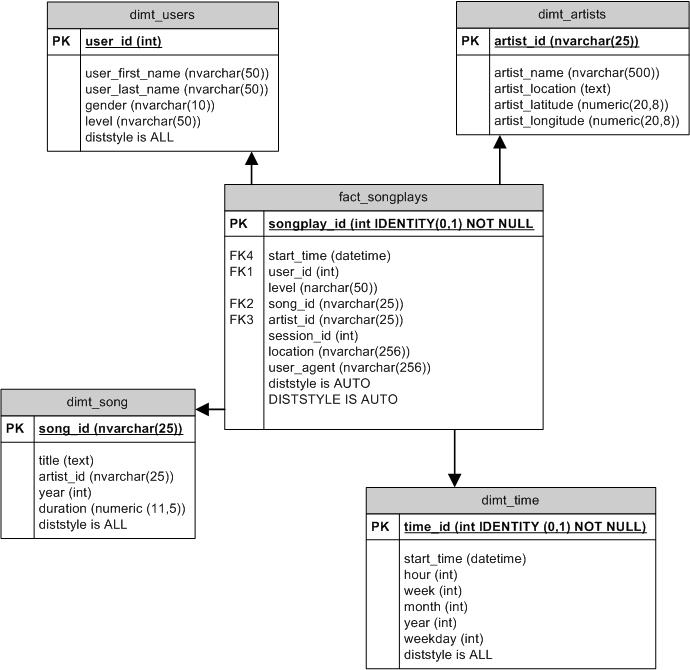 dimt_users
PK user_id (int)
user_first_name (nvarchar(50))
user_last_name (nvarchar(50))
gender (nvarchar(10))
level (nvarchar(50))
diststyle is ALL
dimt_artists
PK artist_id (nvarchar(25))
artist_name (nvarchar(500))
artist_location (text)
artist_latitude (numeric(20,8))
artist_longitude (numeric(20,8))
fact_songplays
PK songplay_id (int IDENTITY(0,1) NOT NULL
FK4 start_time (datetime)
FK1 user_id (int)
level (narchar(50))
FK2 song_id (nvarchar(25))
FK3 artist_id (nvarchar(25))
session_id (int)
location (nvarchar(256))
user_agent (nvarchar(256))
diststyle is AUTO
DISTSTYLE IS AUTO
dimt_song
PK song_id (nvarchar(25))
title (text)
artist_id (nvarchar(25))
year (int)
duration (numeric (11,5))
diststyle is ALL
dimt_time
PK time_id (int IDENTITY (0,1) NOT NULL)
start_time (datetime)
hour (int)
week (int)
month (int)
year (int)
weekday (int)
diststyle is ALL